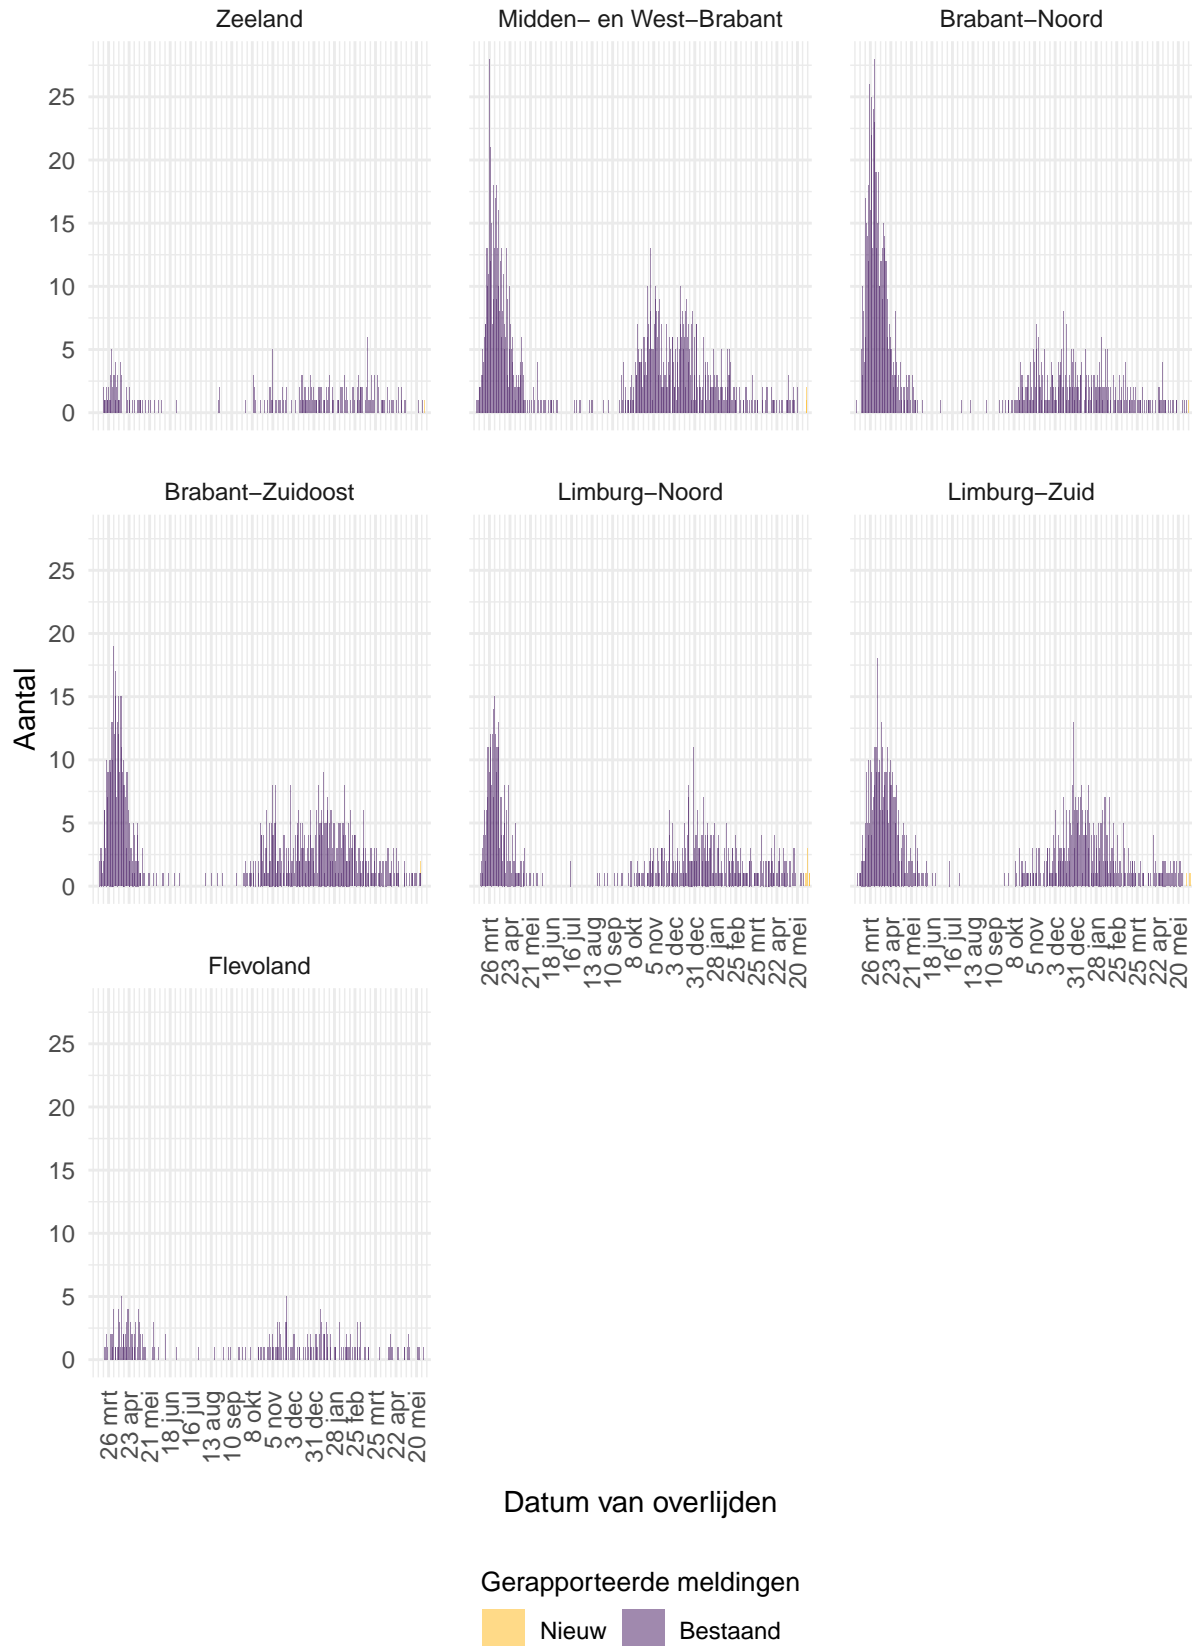 Zeeland
Midden− en West−Brabant
Brabant−Noord
25
20
15
10
5
0
Brabant−Zuidoost
Limburg−Noord
Limburg−Zuid
25
20
15
10
5
0
Aantal
26 mrt
23 apr
21 mei
18 jun
16 jul
13 aug
10 sep
8 okt
5 nov
3 dec
31 dec
28 jan
25 feb
25 mrt
22 apr
20 mei
26 mrt
23 apr
21 mei
18 jun
16 jul
13 aug
10 sep
8 okt
5 nov
3 dec
31 dec
28 jan
25 feb
25 mrt
22 apr
20 mei
Flevoland
25
20
15
10
5
0
26 mrt
23 apr
21 mei
18 jun
16 jul
13 aug
10 sep
8 okt
5 nov
3 dec
31 dec
28 jan
25 feb
25 mrt
22 apr
20 mei
Datum van overlijden
Gerapporteerde meldingen
Nieuw
Bestaand